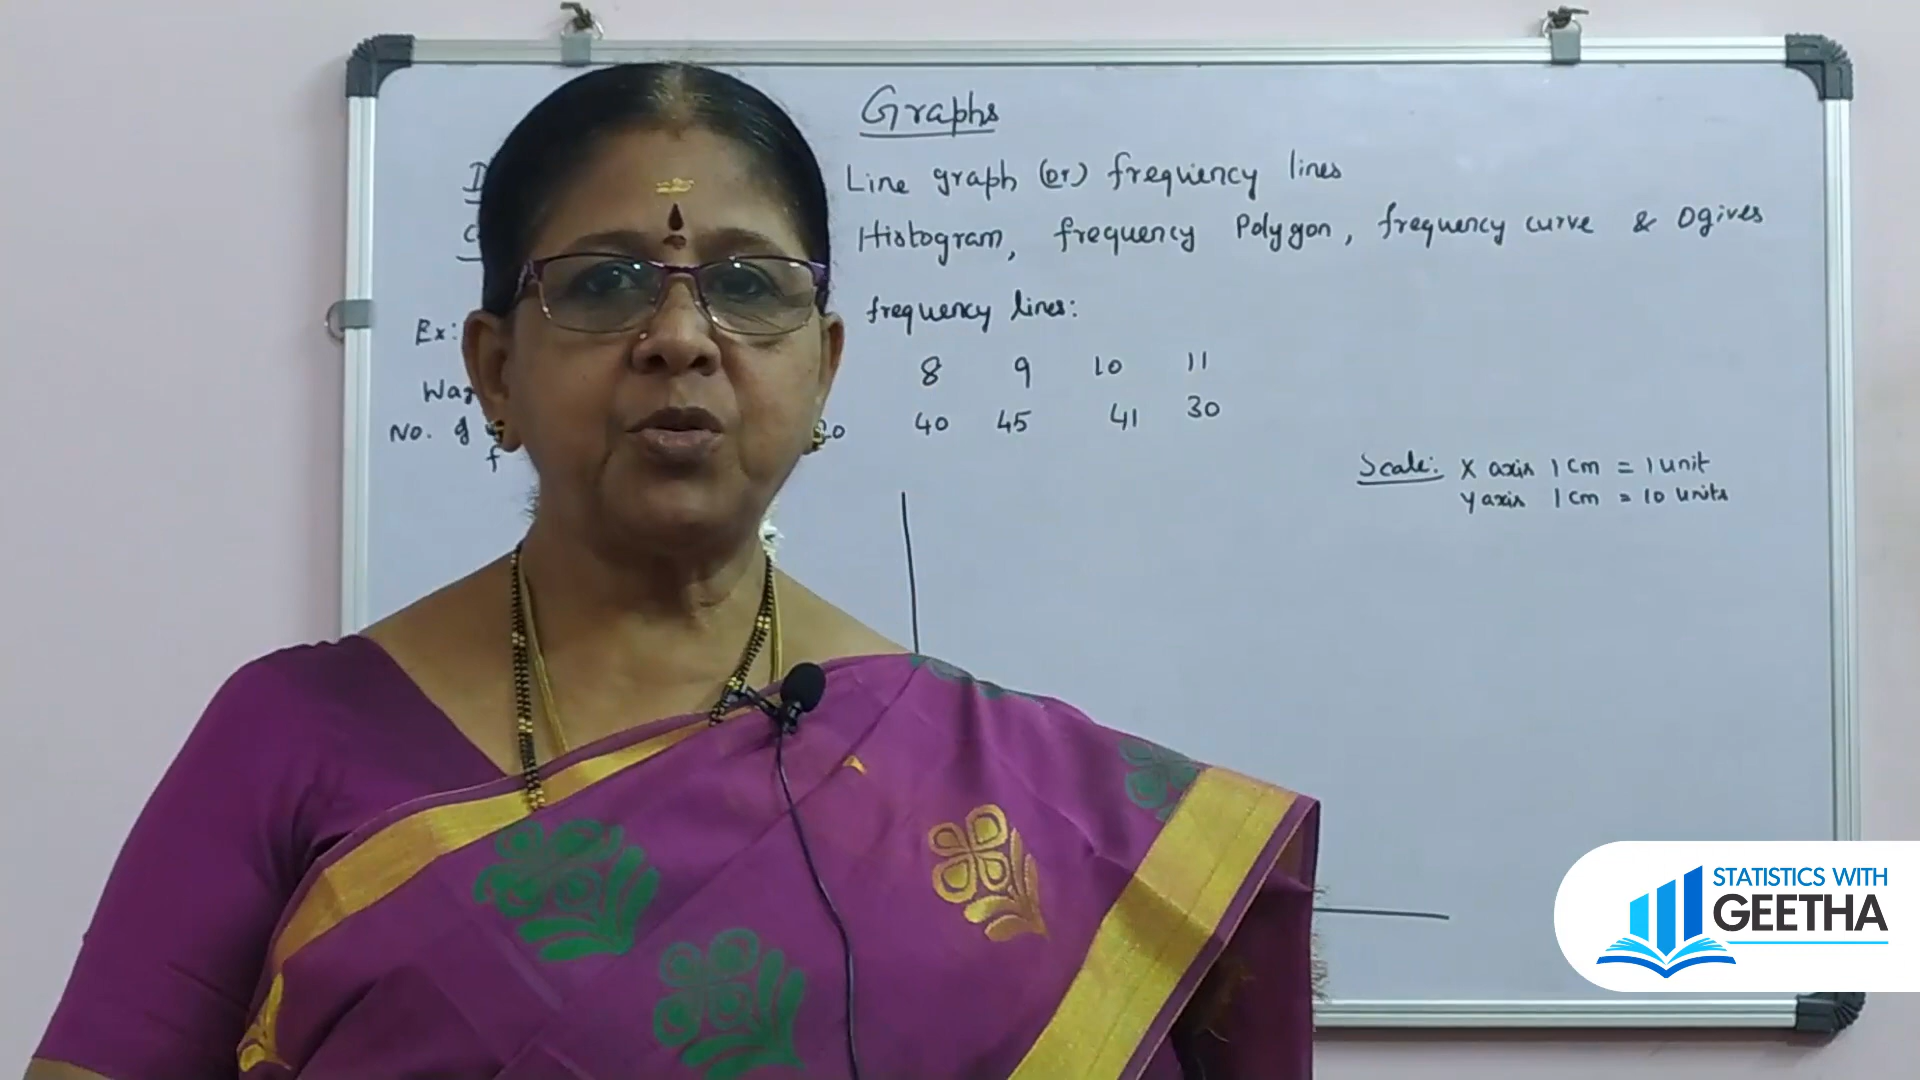 Graphs
Line graph (or) frequency lines
Histogram, frequency Polygon, frequency curve & Ogives
Ex: frequency lines:
8 9 10 11
No. 40 45 41 30
f
Scale: X axis 1 cm = 1 unit
Y axis 1 cm = 10 units
STATISTICS WITH
GEETHA